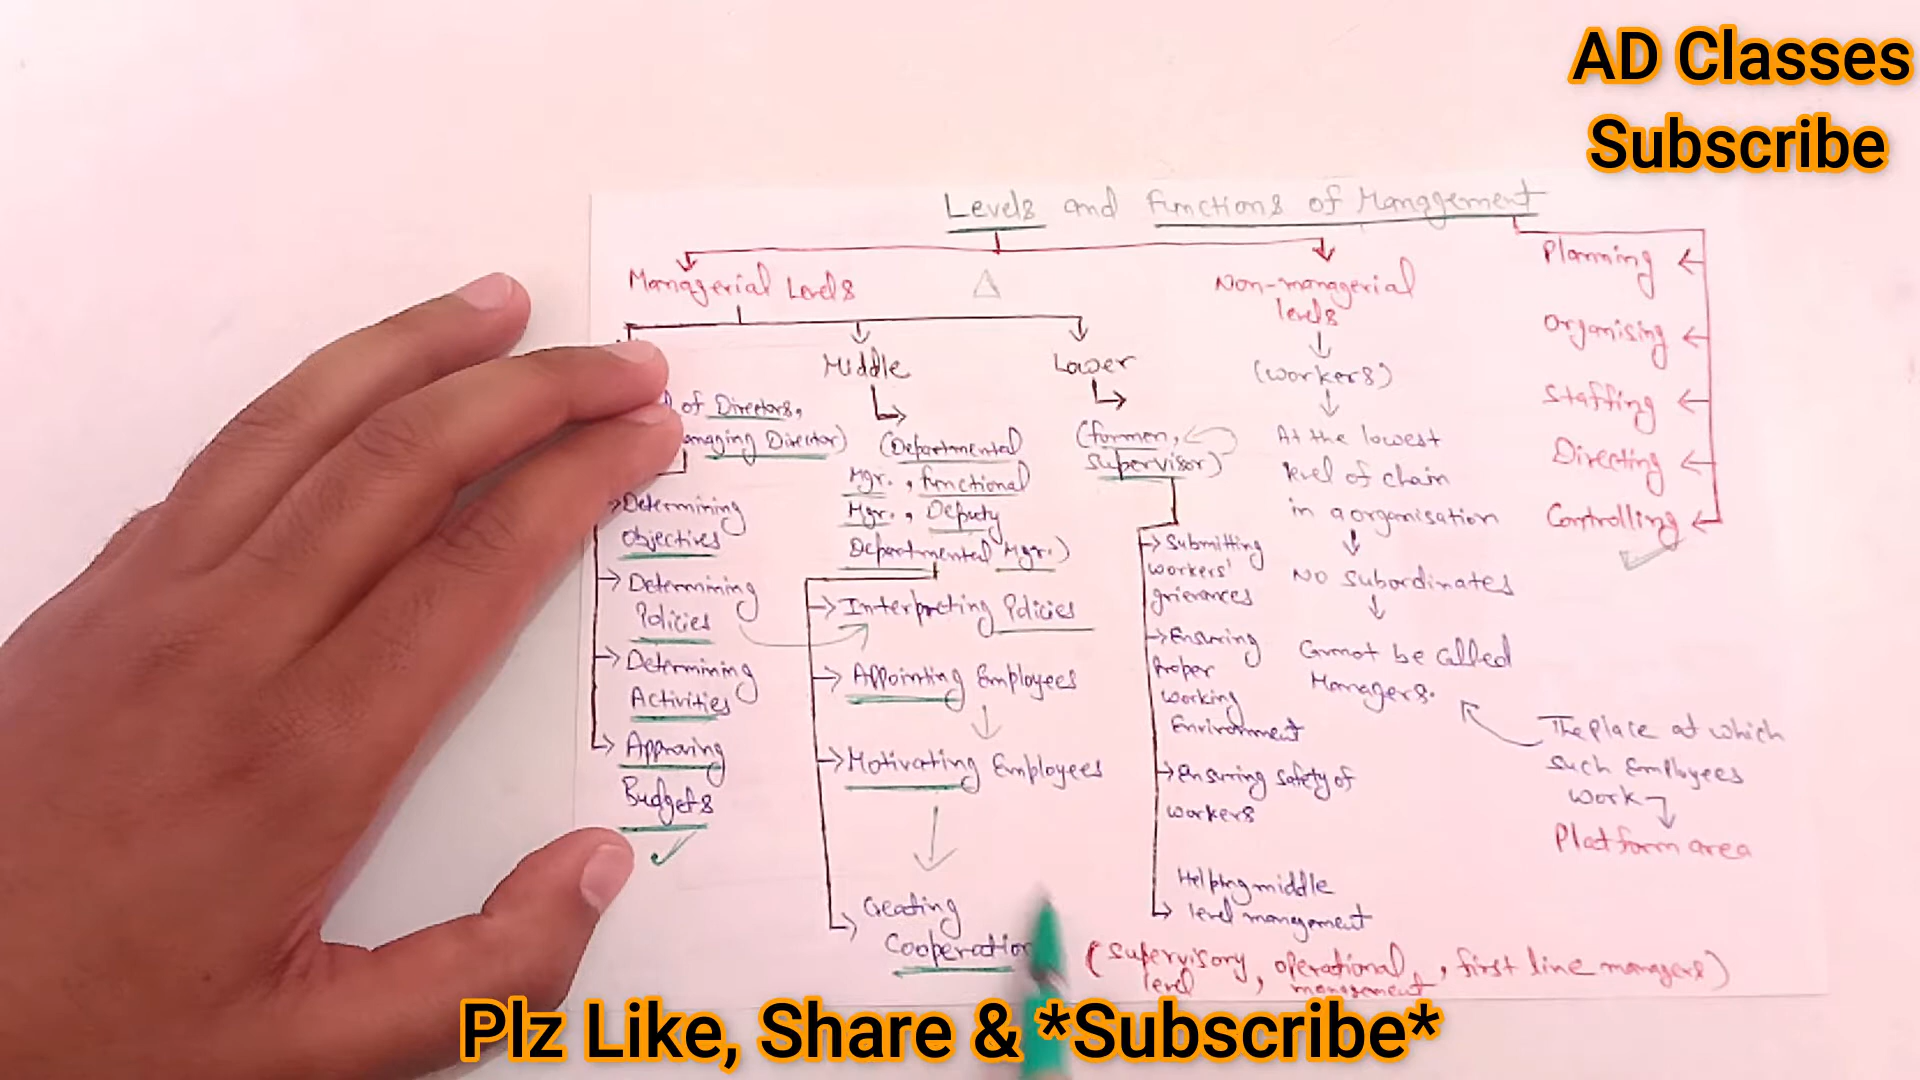 AD Classes
Subscribe
Levels and Functions of Management
Managerial Levels
Non-managerial
levels
(workers)
At the lowest
level of chain
in a organisation
No subordinates
Cannot be called
Managers.
The place at which
such Employees
work
Platform area
Planning
Organising
Staffing
Directing
Controlling
Middle
Lower
of Directors,
anaging Director)
Determining
objectives
Determining
Policies
Determining
Activities
Approving
Budgets
(Departmental
Mgr., functional
Mgr., Deputy
Departmental Mgr.)
Interpreting Policies
Appointing Employees
Motivating Employees
Creating
Cooperation
(formen,
supervisor)
Submitting
workers'
grievances
Ensuring
Proper
working
Environment
Ensuring safety of
workers
Helping middle
level management
(supervisory level, operational management, first line managers)
Plz Like, Share & *Subscribe*